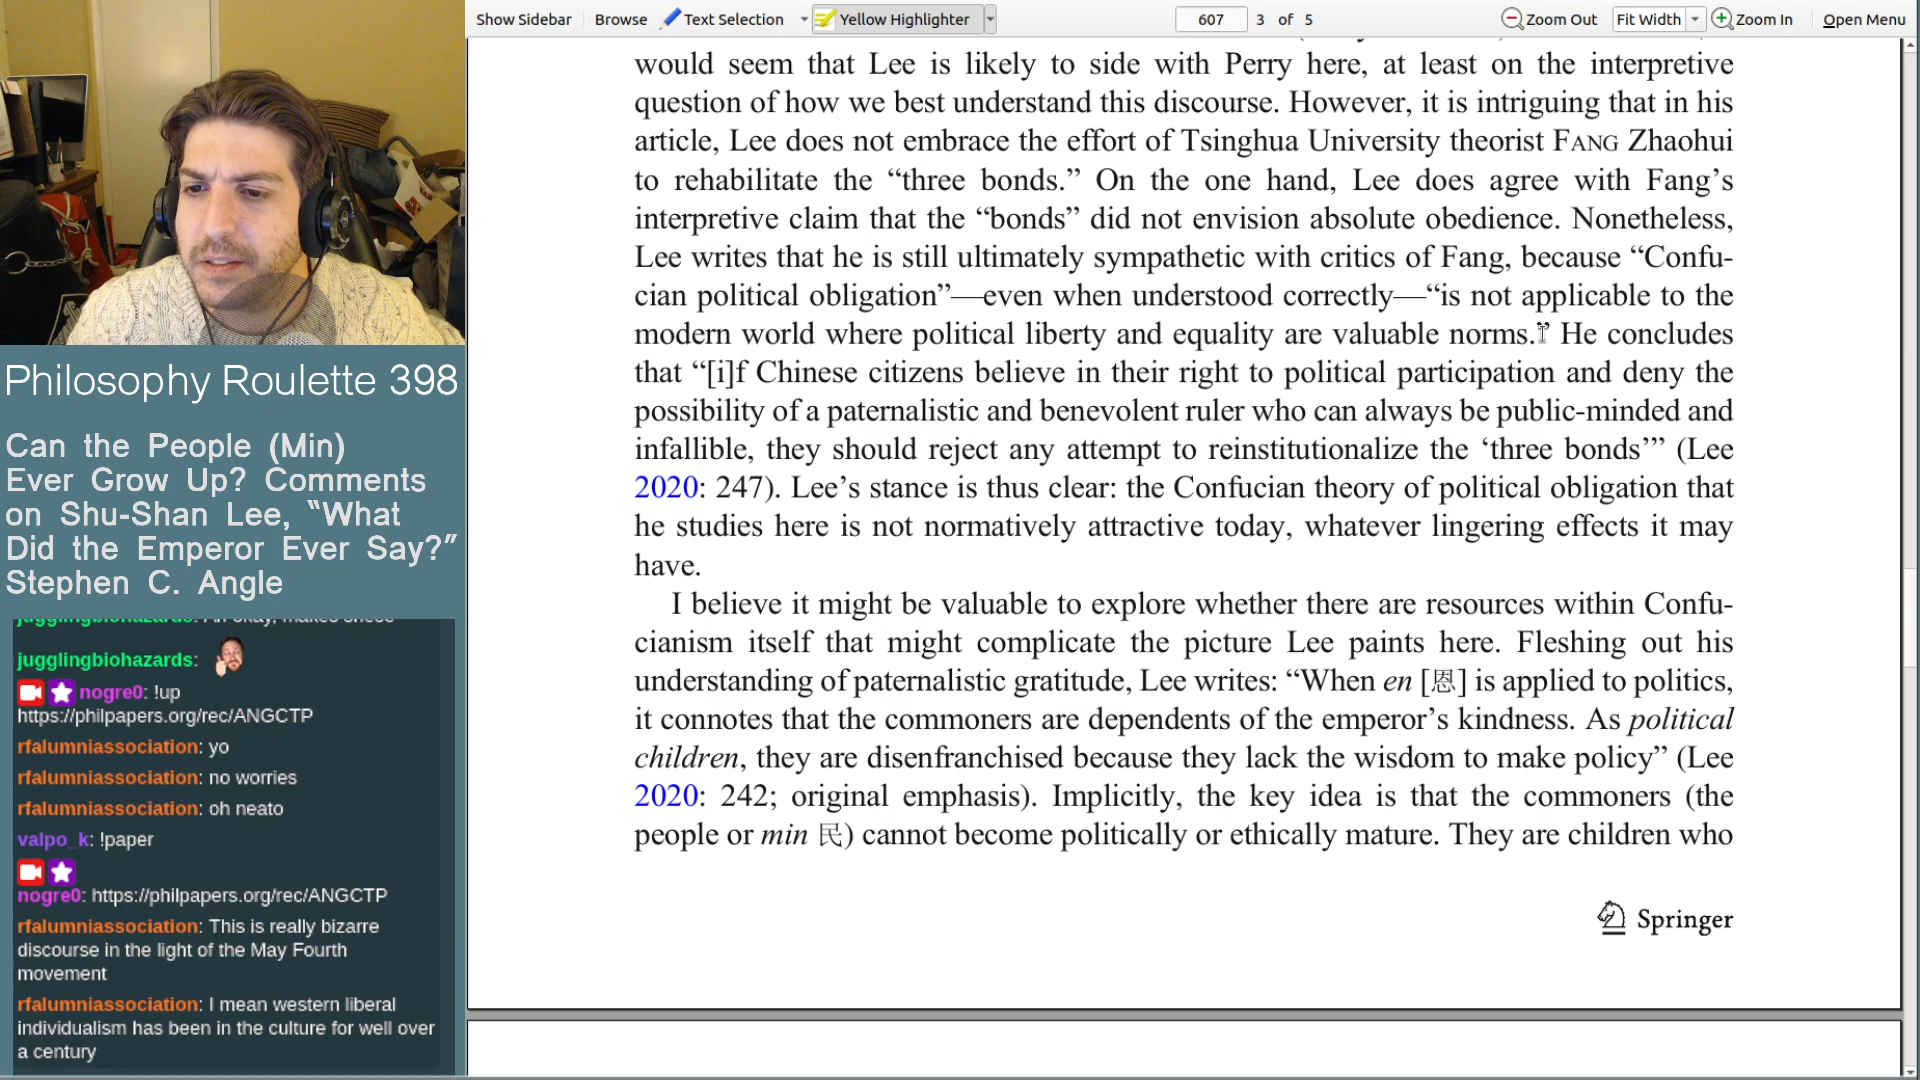 Show Sidebar Browse Text Selection Yellow Highlighter 607 3 of 5 Zoom Out Fit Width Zoom In Open Menu
would seem that Lee is likely to side with Perry here, at least on the interpretive
question of how we best understand this discourse. However, it is intriguing that in his
article, Lee does not embrace the effort of Tsinghua University theorist FANG Zhaohui
to rehabilitate the “three bonds.” On the one hand, Lee does agree with Fang’s
interpretive claim that the “bonds” did not envision absolute obedience. Nonetheless,
Lee writes that he is still ultimately sympathetic with critics of Fang, because “Confu-
cian political obligation”—even when understood correctly—“is not applicable to the
modern world where political liberty and equality are valuable norms.” He concludes
that “[i]f Chinese citizens believe in their right to political participation and deny the
possibility of a paternalistic and benevolent ruler who can always be public-minded and
infallible, they should reject any attempt to reinstitutionalize the ‘three bonds’” (Lee
2020: 247). Lee’s stance is thus clear: the Confucian theory of political obligation that
he studies here is not normatively attractive today, whatever lingering effects it may
have.
I believe it might be valuable to explore whether there are resources within Confu-
cianism itself that might complicate the picture Lee paints here. Fleshing out his
understanding of paternalistic gratitude, Lee writes: “When en [恩] is applied to politics,
it connotes that the commoners are dependents of the emperor’s kindness. As political
children, they are disenfranchised because they lack the wisdom to make policy” (Lee
2020: 242; original emphasis). Implicitly, the key idea is that the commoners (the
people or min 民) cannot become politically or ethically mature. They are children who
Springer
Philosophy Roulette 398
Can the People (Min)
Ever Grow Up? Comments
on Shu-Shan Lee, “What
Did the Emperor Ever Say?”
Stephen C. Angle
jugglingbiohazards:
nogre0: !up
https://philpapers.org/rec/ANGCTP
rfalumniassociation: yo
rfalumniassociation: no worries
rfalumniassociation: oh neato
valpo_k: !paper
nogre0: https://philpapers.org/rec/ANGCTP
rfalumniassociation: This is really bizarre
discourse in the light of the May Fourth
movement
rfalumniassociation: I mean western liberal
individualism has been in the culture for well over
a century